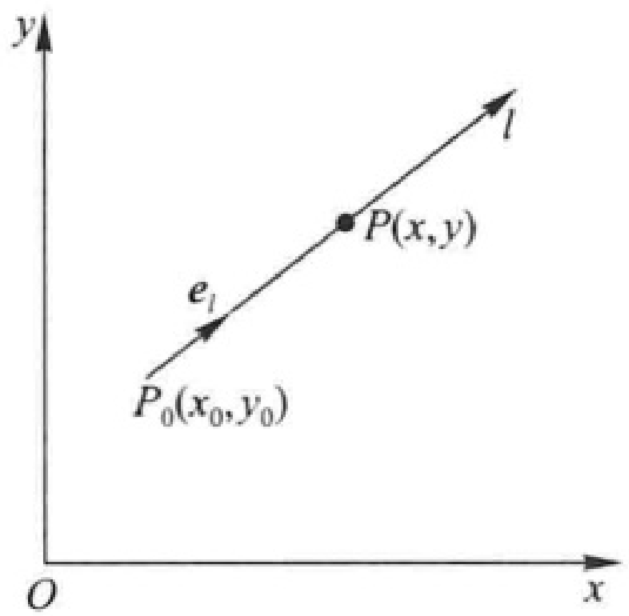 y
l
P(x,y)
e_l
P_0(x_0,y_0)
O
x